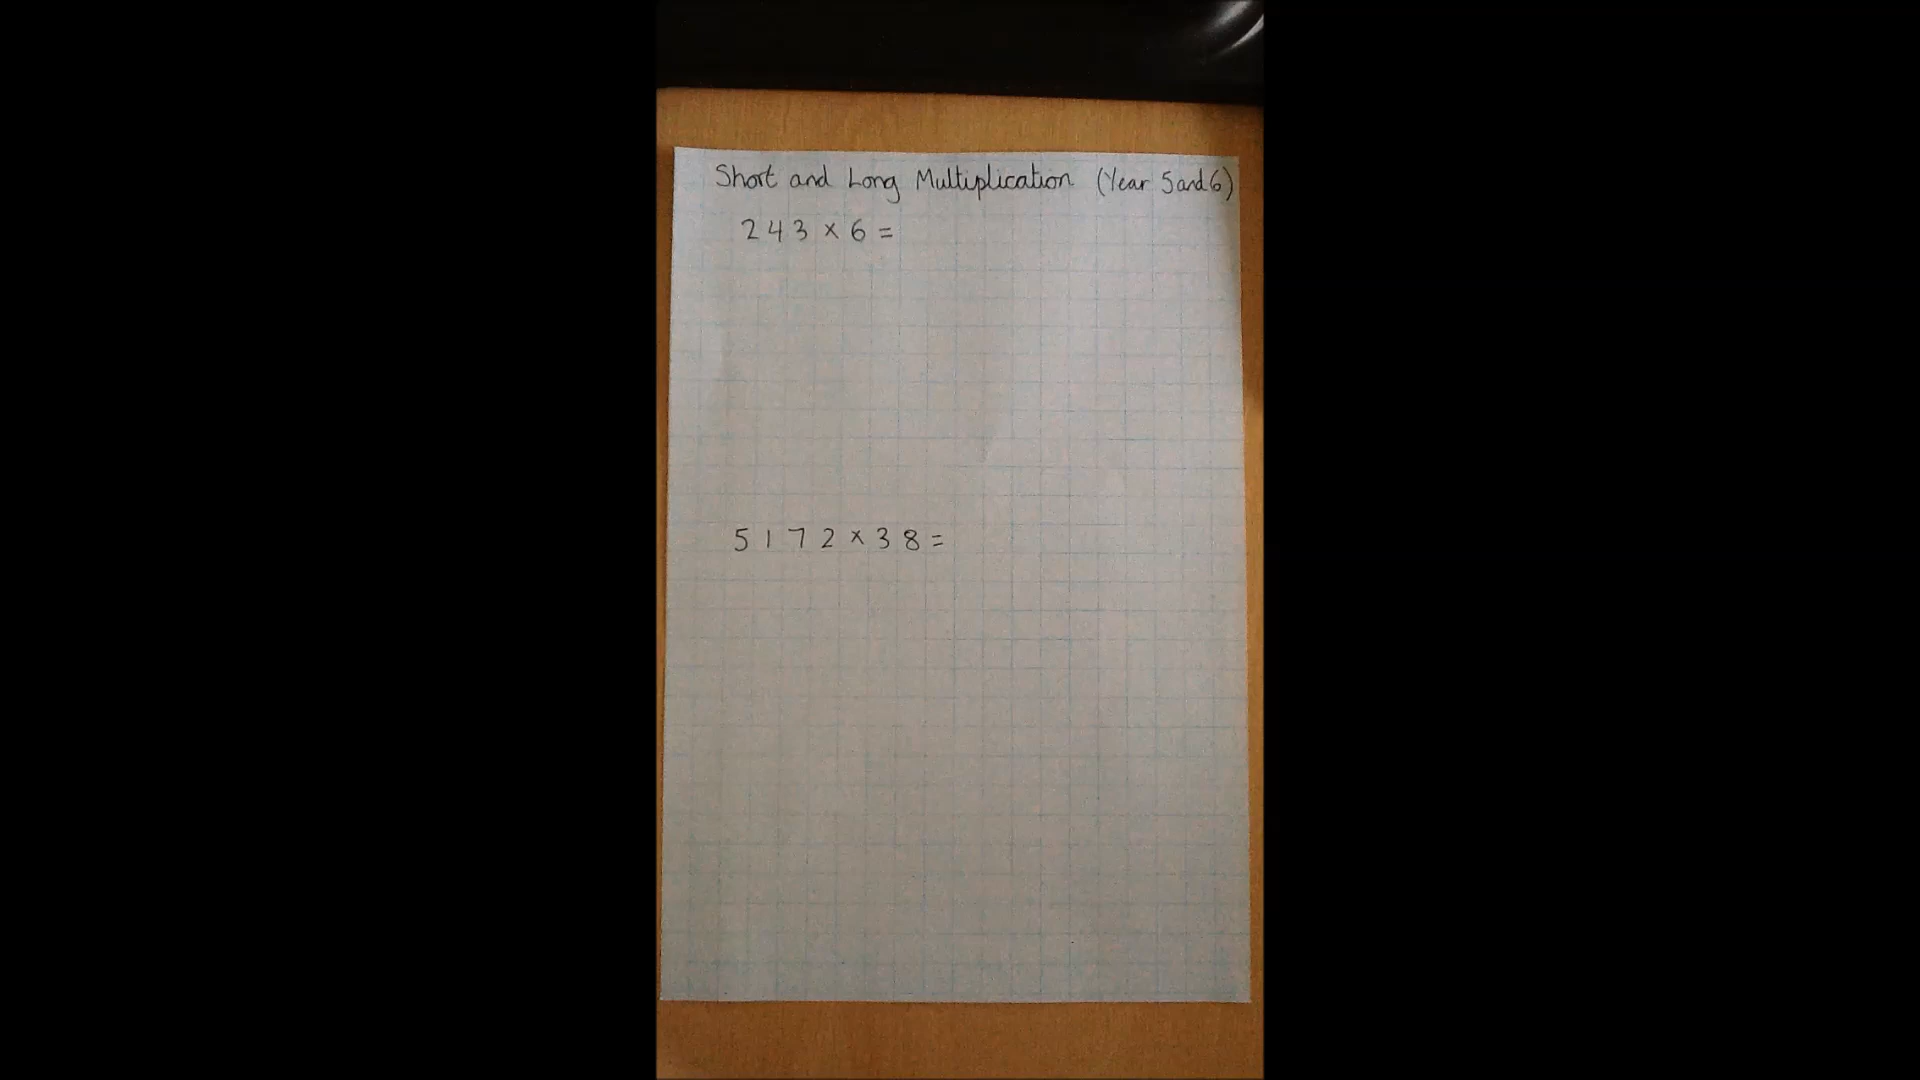 Short and Long Multiplication (Year 5 and 6)
243 × 6 =
5172 × 38 =